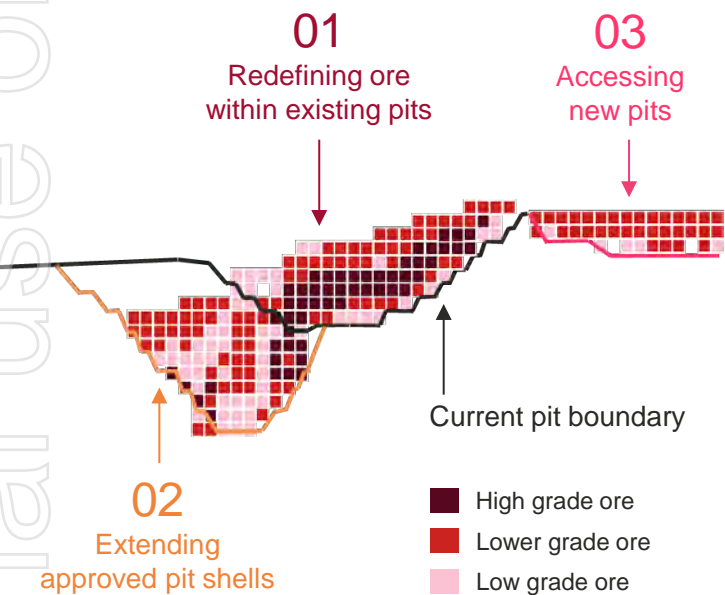 01
Redefining ore
within existing pits
03
Accessing
new pits
Current pit boundary
02
Extending
approved pit shells
High grade ore
Lower grade ore
Low grade ore